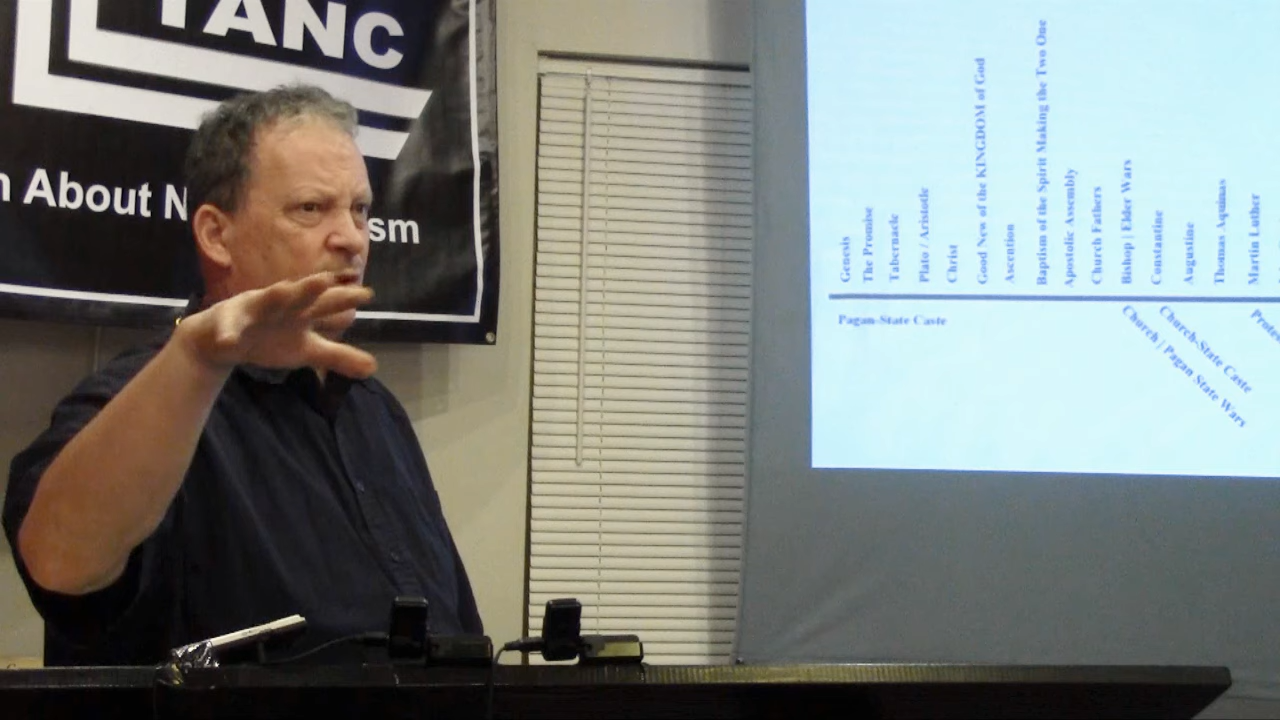 TANC
n About N
sm
Genesis
The Promise
Tabernacle
Plato / Aristotle
Christ
Good New of the KINGDOM of God
Ascention
Baptism of the Spirit Making the Two One
Apostolic Assembly
Church Fathers
Bishop | Elder Wars
Constantine
Augustine
Thomas Aquinas
Martin Luther
Pagan-State Caste
Church | Pagan State Wars
Church-State Caste
Prote